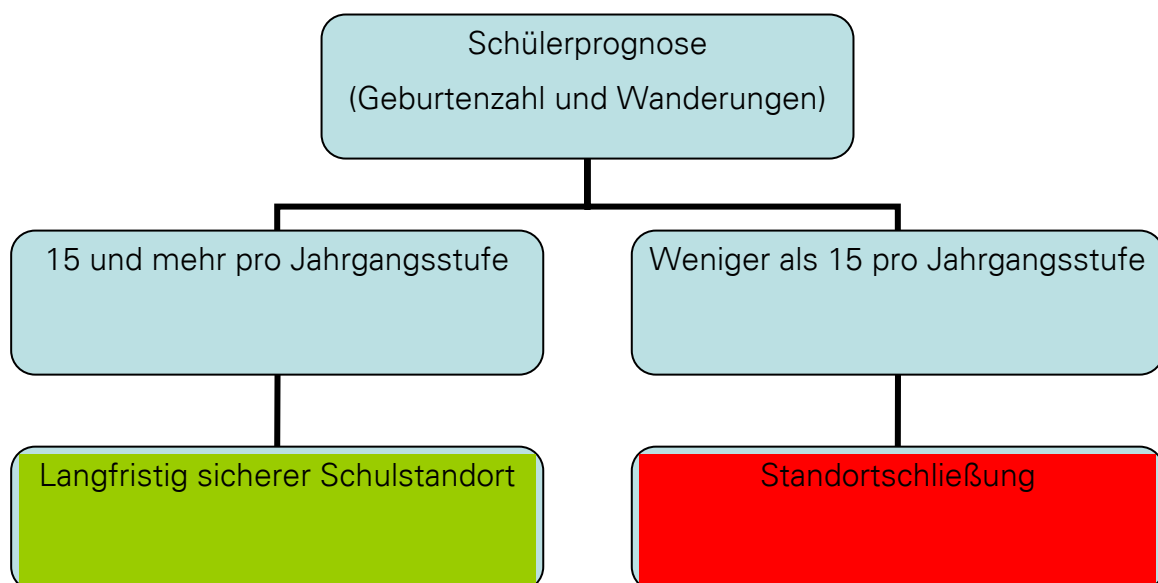 Schülerprognose
(Geburtenzahl und Wanderungen)
15 und mehr pro Jahrgangsstufe
Weniger als 15 pro Jahrgangsstufe
Langfristig sicherer Schulstandort
Standortschließung